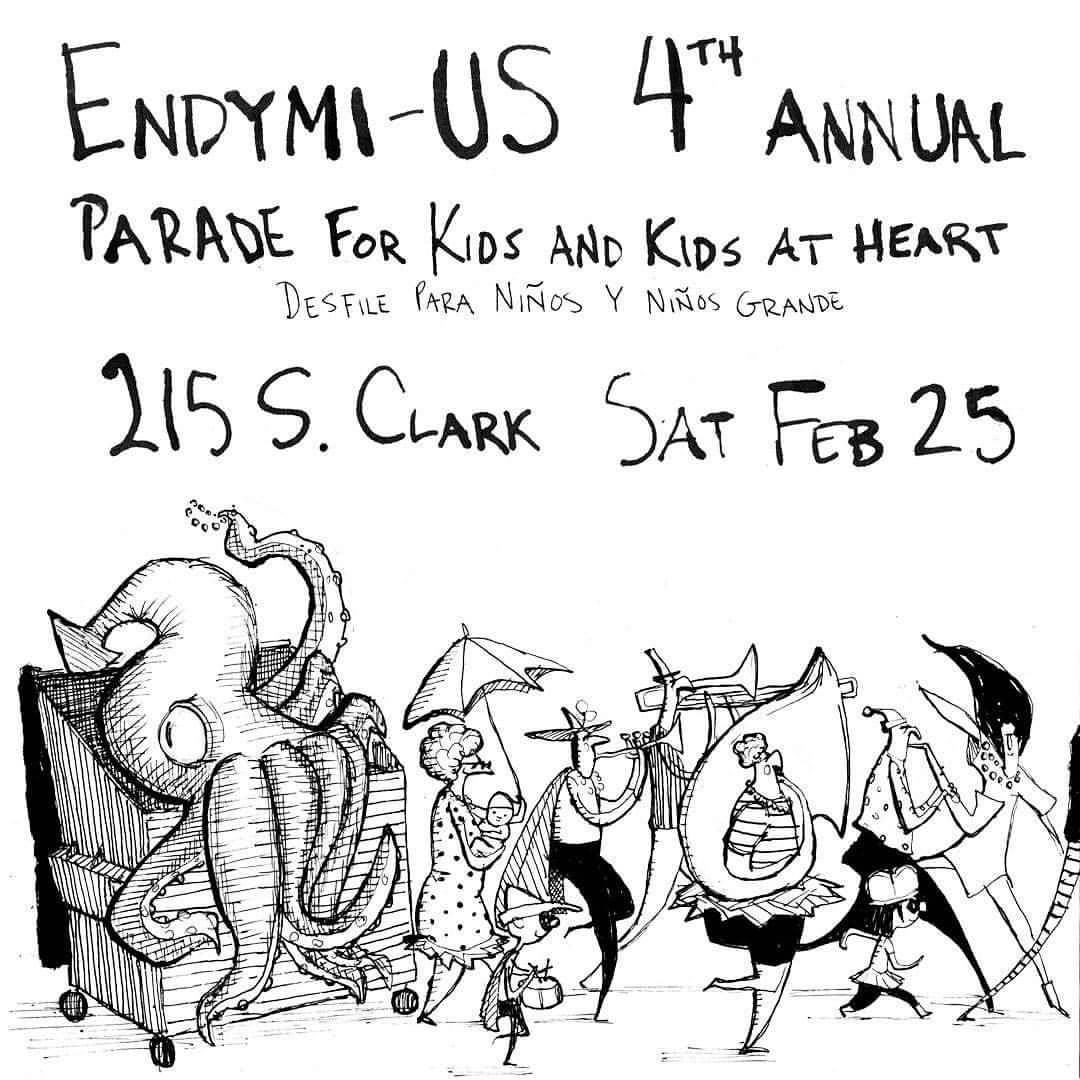 ENDYMI-US 4TH ANNUAL
PARADE FOR KIDS AND KIDS AT HEART
DESFILE PARA NIÑOS Y NIÑOS GRANDE
215 S. CLARK SAT FEB 25